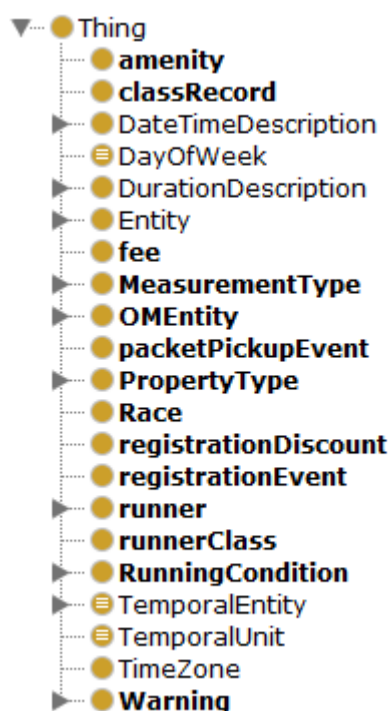 Thing
amenity
classRecord
DateTimeDescription
DayOfWeek
DurationDescription
Entity
fee
MeasurementType
OMEntity
packetPickupEvent
PropertyType
Race
registrationDiscount
registrationEvent
runner
runnerClass
RunningCondition
TemporalEntity
TemporalUnit
TimeZone
Warning